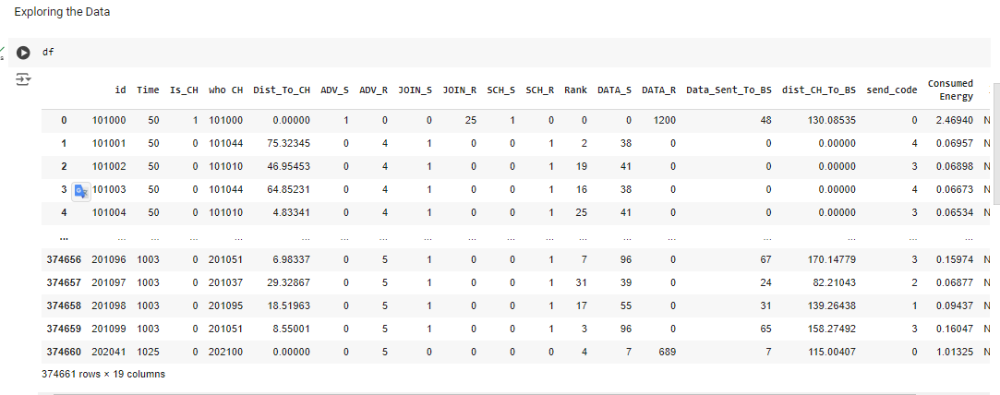 Exploring the Data
s
df
id Time Is_CH who CH Dist_To_CH ADV_S ADV_R JOIN_S JOIN_R SCH_S SCH_R Rank DATA_S DATA_R Data_Sent_To_BS dist_CH_To_BS send_code Consumed Energy
0 101000 50 1 101000 0.00000 1 0 0 25 1 0 0 0 1200 48 130.08535 0 2.46940 N
1 101001 50 0 101044 75.32345 0 4 1 0 0 1 2 38 0 0 0.00000 4 0.06957 N
2 101002 50 0 101010 46.95453 0 4 1 0 0 1 19 41 0 0 0.00000 3 0.06898 N
3 101003 50 0 101044 64.85231 0 4 1 0 0 1 16 38 0 0 0.00000 4 0.06673 N
4 101004 50 0 101010 4.83341 0 4 1 0 0 1 25 41 0 0 0.00000 3 0.06534 N
... ... ... ... ... ... ... ... ... ... ... ... ... ... ... ... ... ... ...
374656 201096 1003 0 201051 6.98337 0 5 1 0 0 1 7 96 0 67 170.14779 3 0.15974 N
374657 201097 1003 0 201037 29.32867 0 5 1 0 0 1 31 39 0 24 82.21043 2 0.06877 N
374658 201098 1003 0 201095 18.51963 0 5 1 0 0 1 17 55 0 31 139.26438 1 0.09437 N
374659 201099 1003 0 201051 8.55001 0 5 1 0 0 1 3 96 0 65 158.27492 3 0.16047 N
374660 202041 1025 0 202100 0.00000 0 5 0 0 0 0 4 7 689 7 115.00407 0 1.01325 N
374661 rows × 19 columns